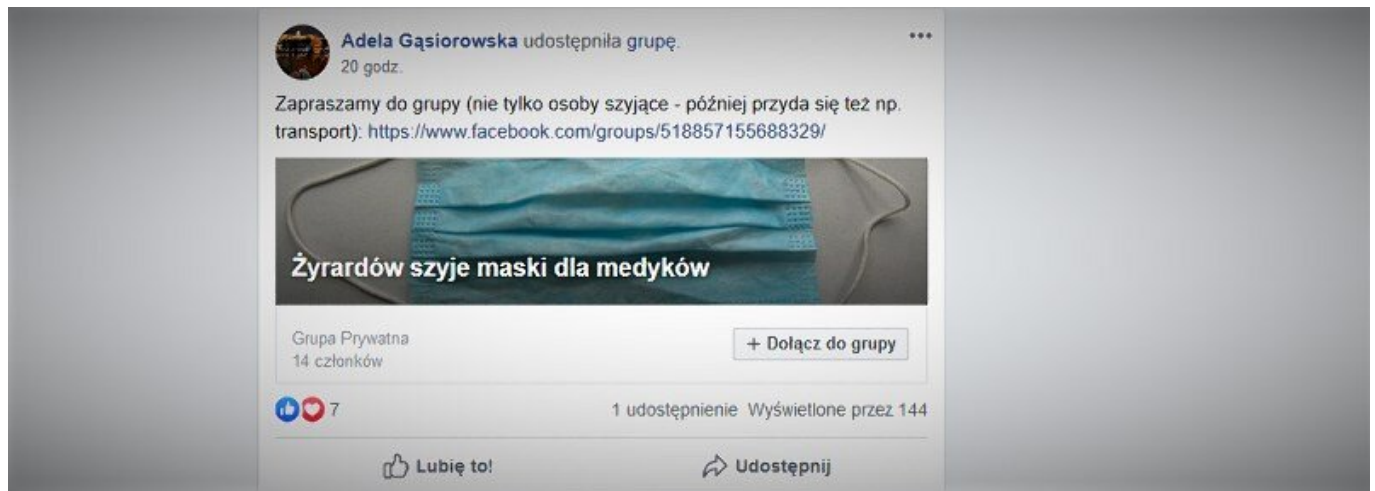 Adela Gąsiorowska udostępniła grupę.
20 godz.
Zapraszamy do grupy (nie tylko osoby szyjące - później przyda się też np.
transport): https://www.facebook.com/groups/518857155688329/
Żyrardów szyje maski dla medyków
Grupa Prywatna
14 członków
+ Dołącz do grupy
7
1 udostępnienie Wyświetlone przez 144
Lubię to!
Udostępnij